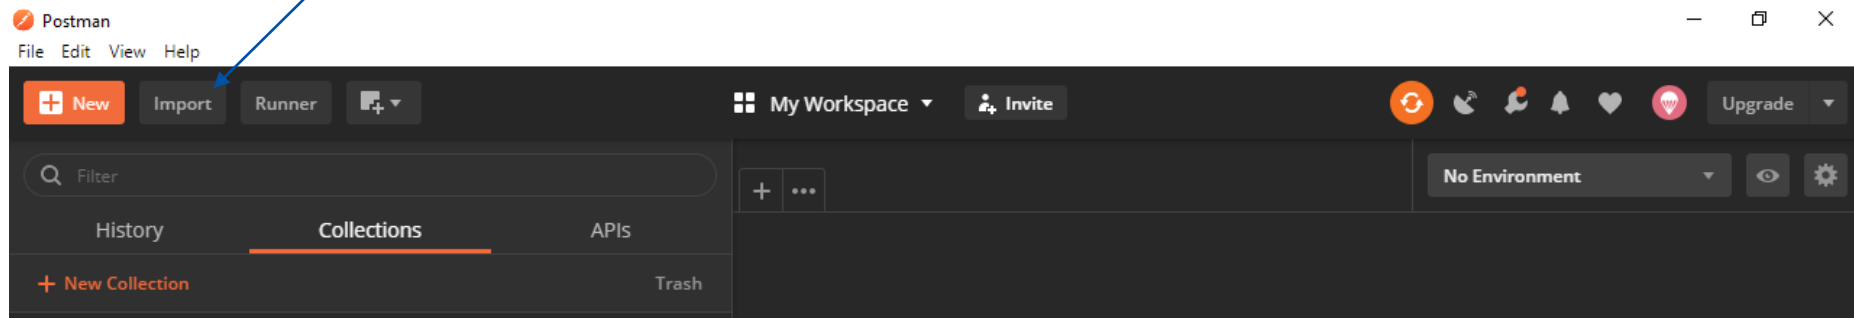 Postman
File Edit View Help
New Import Runner My Workspace Invite Upgrade
Filter No Environment
History Collections APIs
+ New Collection Trash